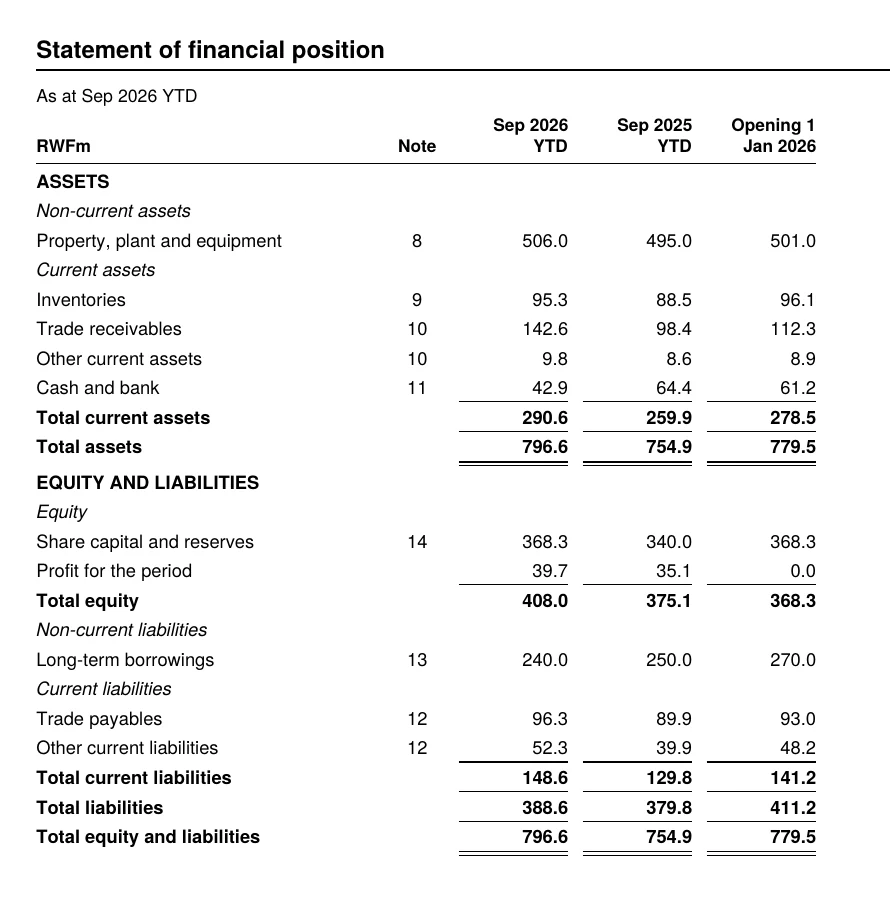 Statement of financial position
As at Sep 2026 YTD
RWFm Note Sep 2026 YTD Sep 2025 YTD Opening 1 Jan 2026
ASSETS
Non-current assets
Property, plant and equipment 8 506.0 495.0 501.0
Current assets
Inventories 9 95.3 88.5 96.1
Trade receivables 10 142.6 98.4 112.3
Other current assets 10 9.8 8.6 8.9
Cash and bank 11 42.9 64.4 61.2
Total current assets 290.6 259.9 278.5
Total assets 796.6 754.9 779.5
EQUITY AND LIABILITIES
Equity
Share capital and reserves 14 368.3 340.0 368.3
Profit for the period 39.7 35.1 0.0
Total equity 408.0 375.1 368.3
Non-current liabilities
Long-term borrowings 13 240.0 250.0 270.0
Current liabilities
Trade payables 12 96.3 89.9 93.0
Other current liabilities 12 52.3 39.9 48.2
Total current liabilities 148.6 129.8 141.2
Total liabilities 388.6 379.8 411.2
Total equity and liabilities 796.6 754.9 779.5